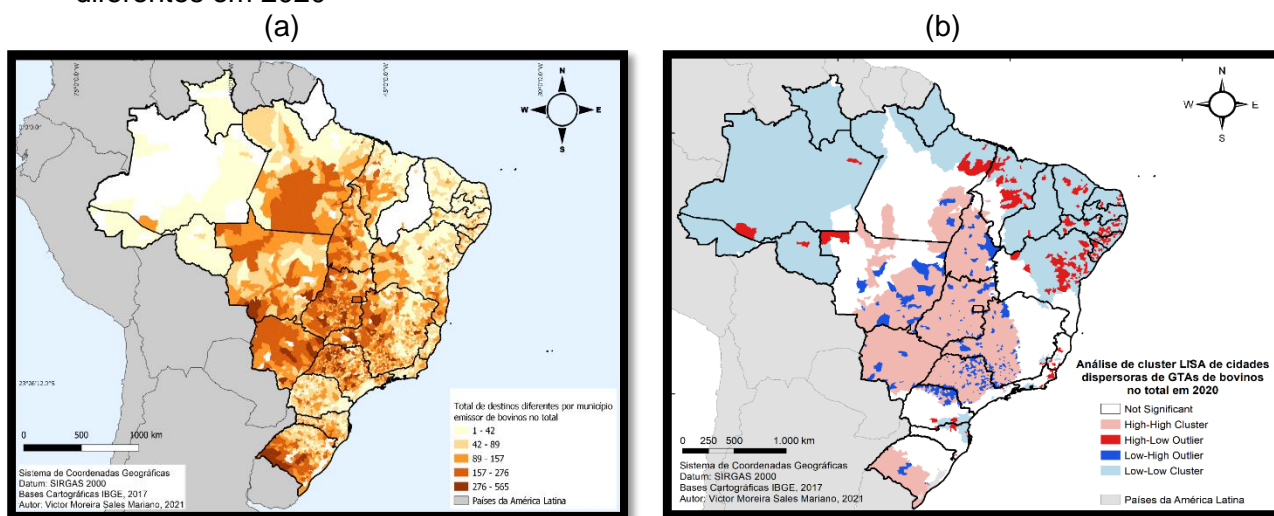 diferentes em 2020
(a)
(b)
N
W
E
S
Total de destinos diferentes por município
emissor de bovinos no total
1 - 42
42 - 89
89 - 157
157 - 276
276 - 565
Países da América Latina
0 500 1000 km
Sistema de Coordenadas Geográficas
Datum: SIRGAS 2000
Bases Cartográficas IBGE, 2017
Autor: Victor Moreira Sales Mariano, 2021
N
W
E
S
Análise de cluster LISA de cidades
dispersoras de GTAs de bovinos
no total em 2020
Not Significant
High-High Cluster
High-Low Outlier
Low-High Outlier
Low-Low Cluster
Países da América Latina
0 250 500 1.000 km
Sistema de Coordenadas Geográficas
Datum: SIRGAS 2000
Bases Cartográficas IBGE, 2017
Autor: Victor Moreira Sales Mariano, 2021